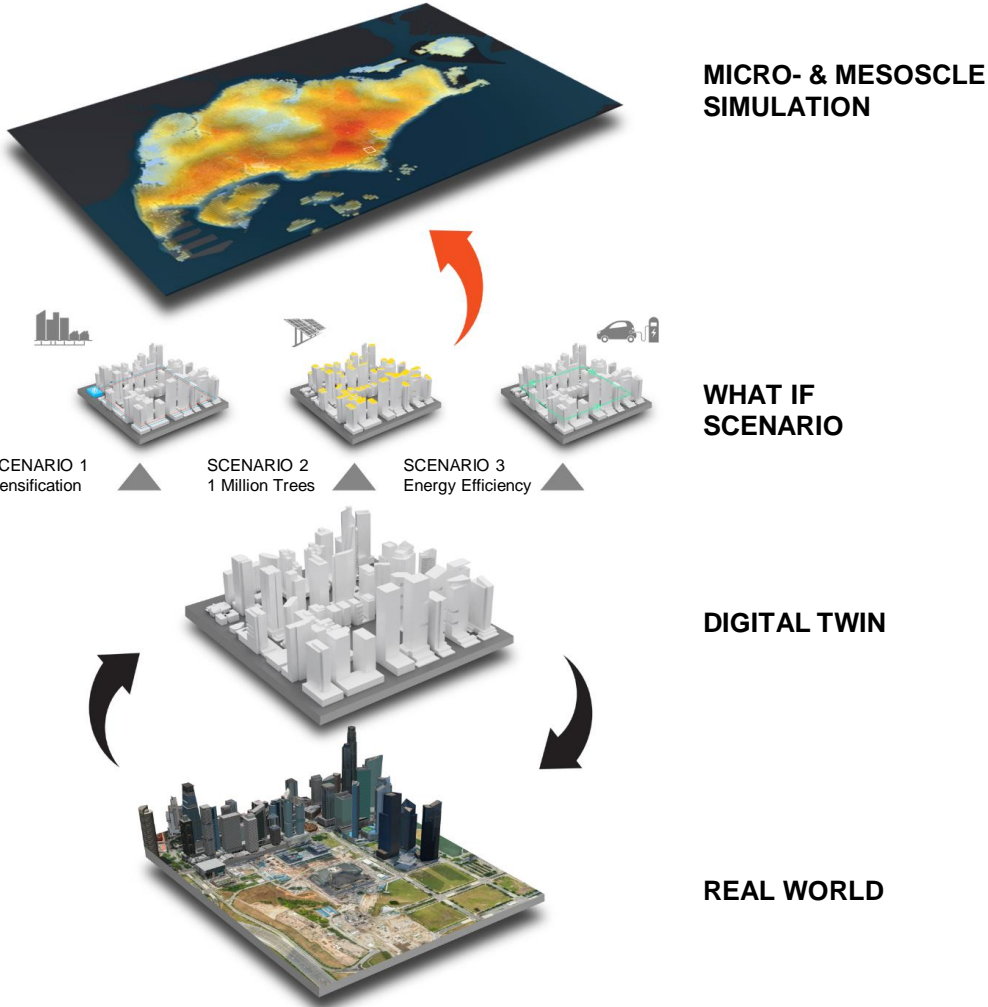 MICRO- & MESOSCLE
SIMULATION
WHAT IF
SCENARIO
CENARIO 1
ensification
SCENARIO 2
1 Million Trees
SCENARIO 3
Energy Efficiency
DIGITAL TWIN
REAL WORLD